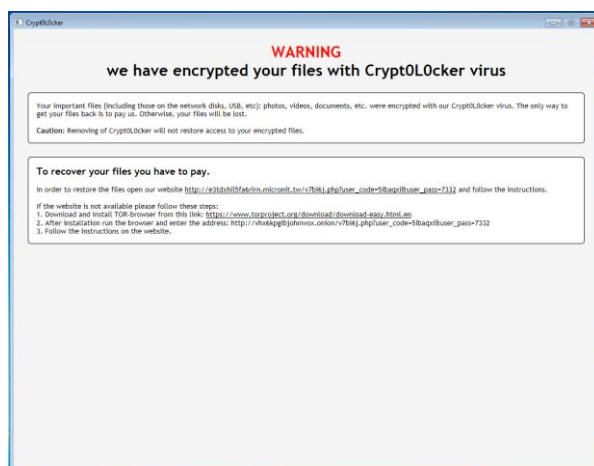 Crypt0L0cker
WARNING
we have encrypted your files with Crypt0L0cker virus
Your important files (including those on the network disks, USB, etc): photos, videos, documents, etc. were encrypted with our Crypt0L0cker virus. The only way to
get your files back is to pay us. Otherwise, your files will be lost.
Caution: Removing of Crypt0L0cker will not restore access to your encrypted files.
To recover your files you have to pay.
In order to restore the files open our website and follow the instructions.
If the website is not available please follow these steps:
1. Download and install TOR-browser from this link: https://www.torproject.org/download/download-easy.html.en
2. After installation run the browser and enter the address:
3. Follow the instructions on the website.